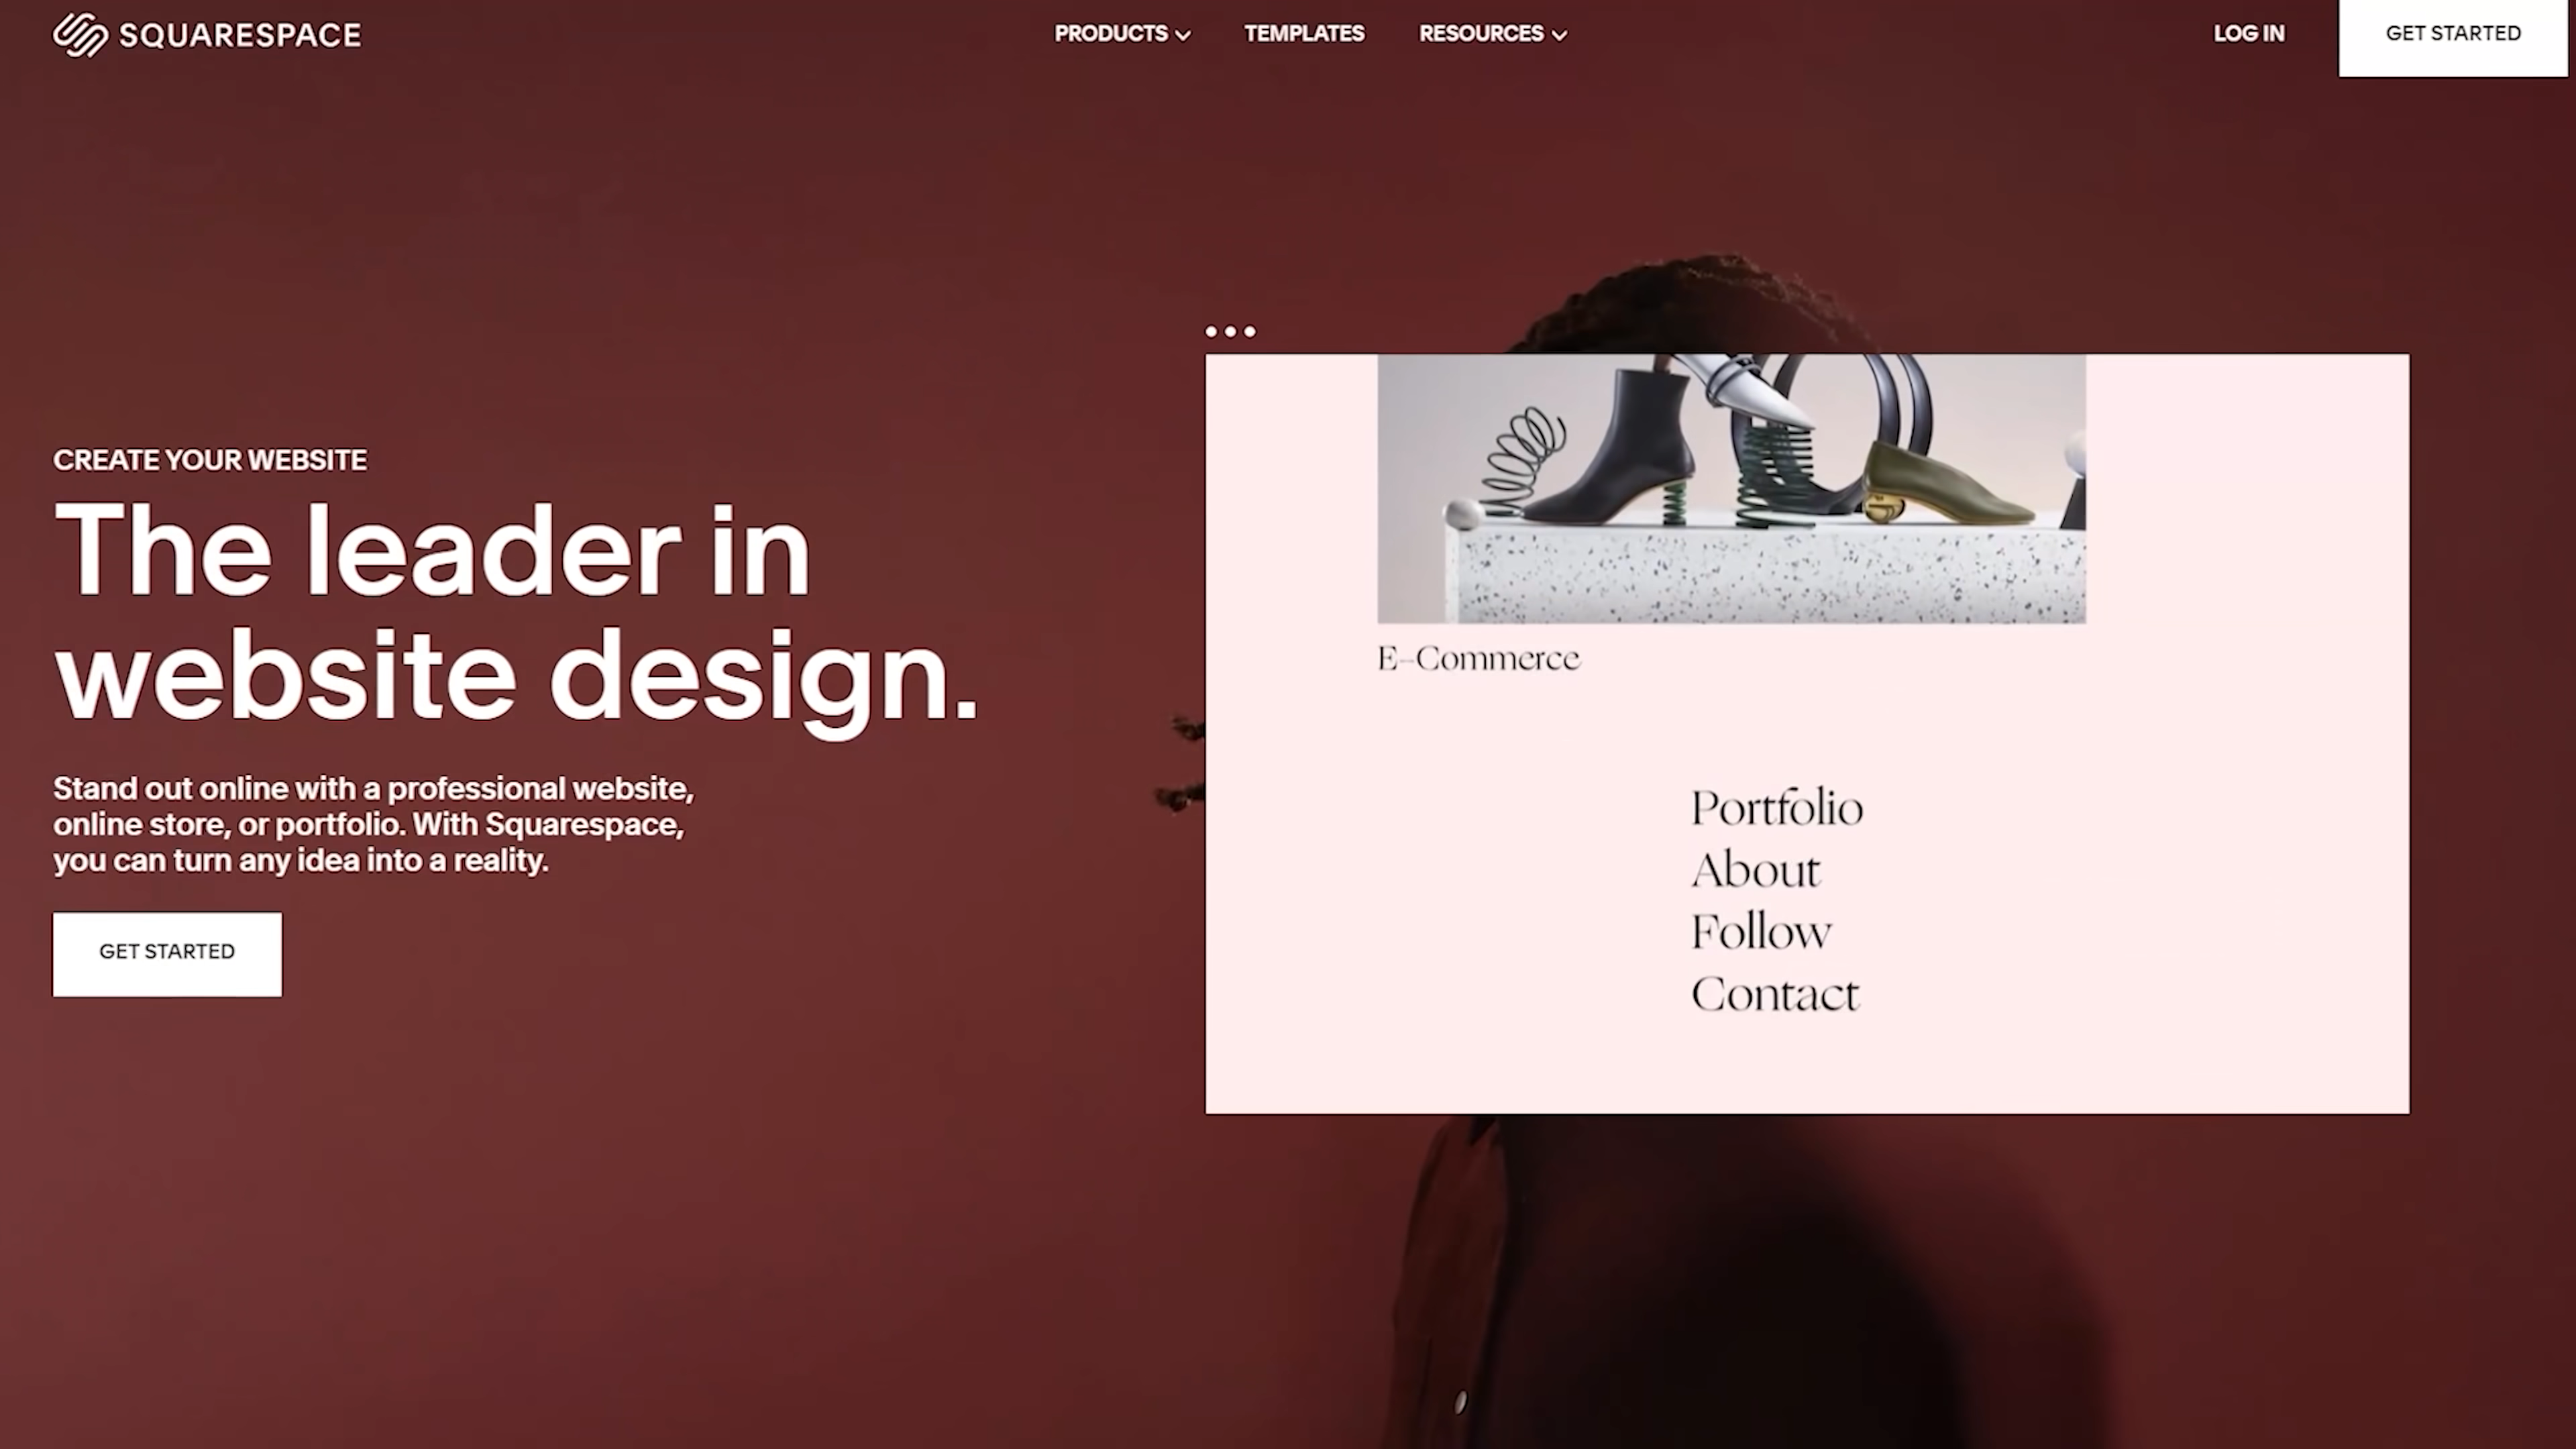 SQUARESPACE
PRODUCTS
TEMPLATES
RESOURCES
LOG IN
GET STARTED
CREATE YOUR WEBSITE
The leader in
website design.
Stand out online with a professional website,
online store, or portfolio. With Squarespace,
you can turn any idea into a reality.
GET STARTED
E-Commerce
Portfolio
About
Follow
Contact